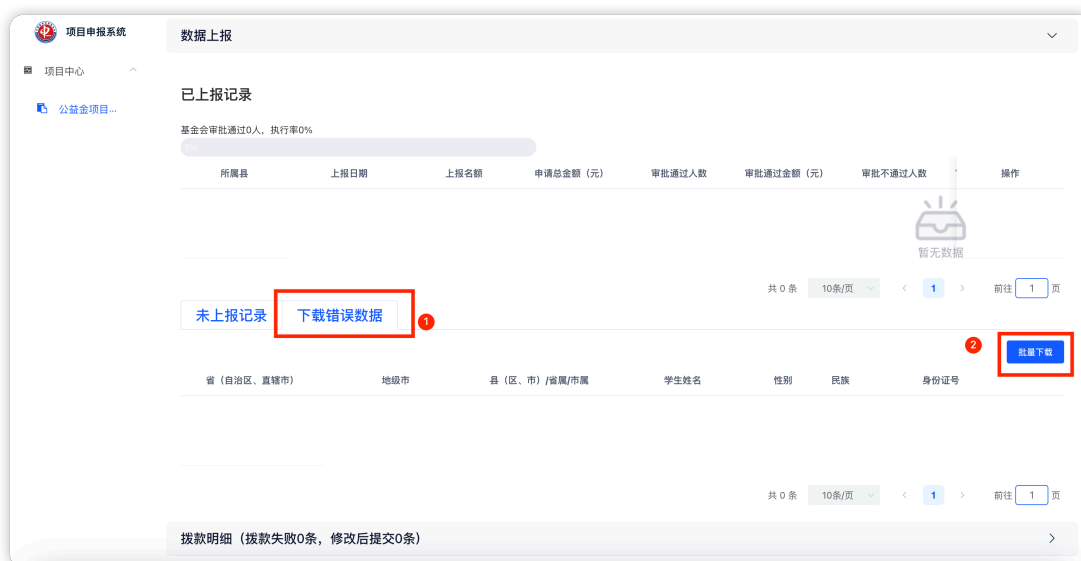 项目申报系统
数据上报
项目中心
公益金项目...
已上报记录
基金会审批通过0人，执行率0%
0%
所属县 上报日期 上报名额 申请总金额（元） 审批通过人数 审批通过金额（元） 审批不通过人数 操作
暂无数据
共 0 条 10条/页 1 前往 1 页
未上报记录 下载错误数据 1
2
批量下载
省（自治区、直辖市） 地级市 县（区、市）/省属/市属 学生姓名 性别 民族 身份证号
共 0 条 10条/页 1 前往 1 页
拨款明细（拨款失败0条，修改后提交0条）